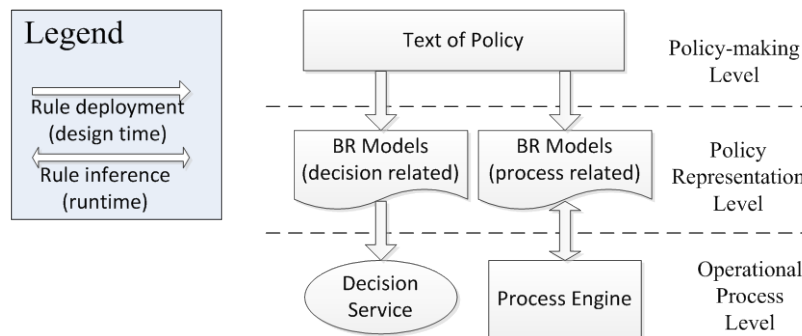 Legend
Rule deployment
(design time)
Rule inference
(runtime)
Text of Policy
Policy-making
Level
BR Models
(decision related)
BR Models
(process related)
Policy
Representation
Level
Decision
Service
Process Engine
Operational
Process
Level